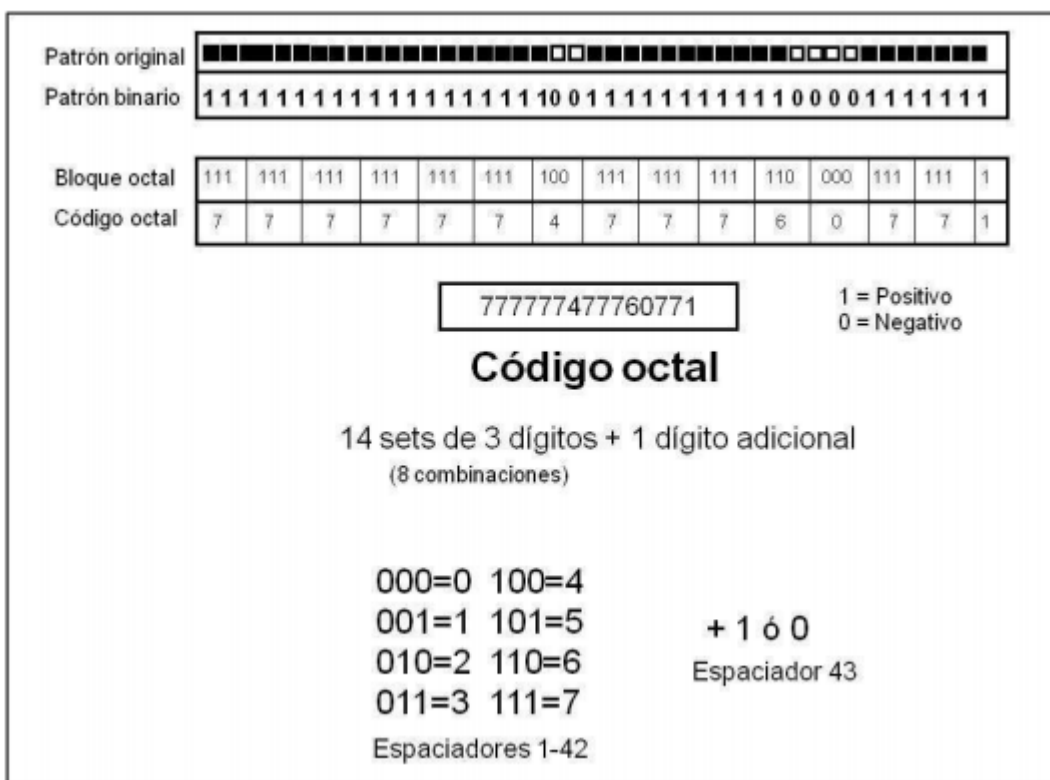 Patrón original
Patrón binario 1 1 1 1 1 1 1 1 1 1 1 1 1 1 1 1 1 1 1 0 0 1 1 1 1 1 1 1 1 1 1 1 0 0 0 0 1 1 1 1 1 1 1
Bloque octal 111 111 111 111 111 111 100 111 111 111 110 000 111 111 1
Código octal 7 7 7 7 7 7 4 7 7 7 6 0 7 7 1
777777477760771
1 = Positivo
0 = Negativo
Código octal
14 sets de 3 dígitos + 1 dígito adicional
(8 combinaciones)
000=0 100=4
001=1 101=5
010=2 110=6
011=3 111=7
Espaciadores 1-42
+ 1 ó 0
Espaciador 43